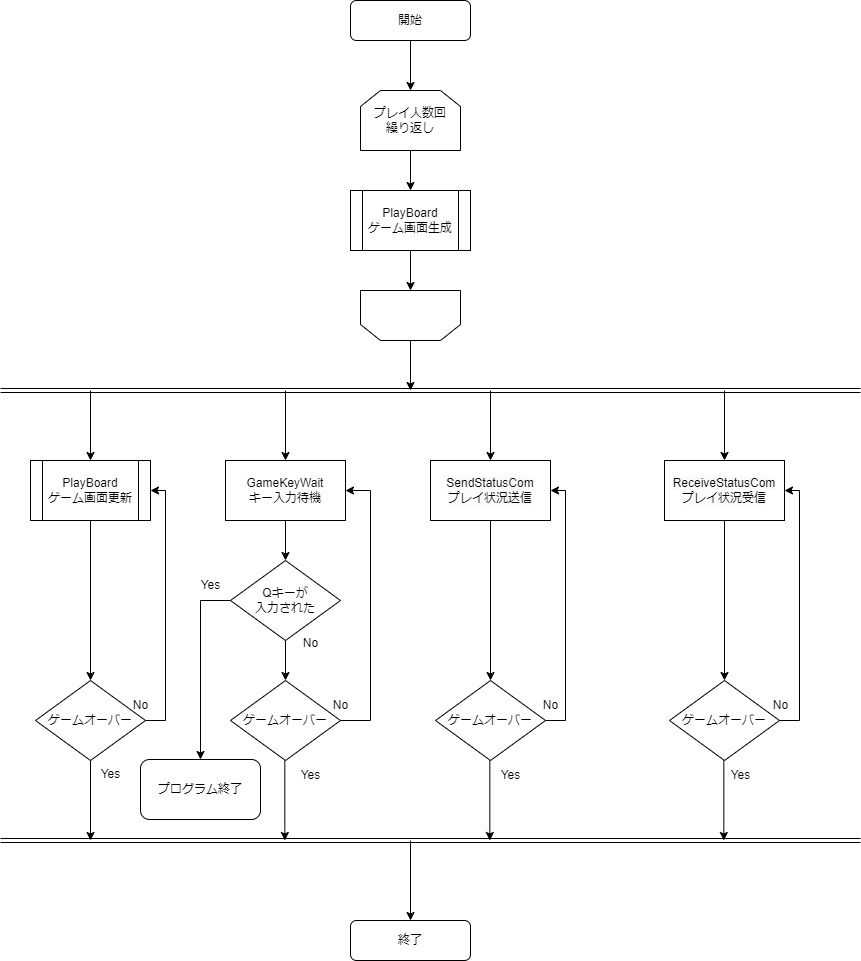 開始
プレイ人数回
繰り返し
PlayBoard
ゲーム画面生成
PlayBoard
ゲーム画面更新
GameKeyWait
キー入力待機
SendStatusCom
プレイ状況送信
ReceiveStatusCom
プレイ状況受信
Yes
Qキーが
入力された
No
ゲームオーバー
No
ゲームオーバー
No
ゲームオーバー
No
ゲームオーバー
No
Yes
Yes
Yes
Yes
プログラム終了
終了